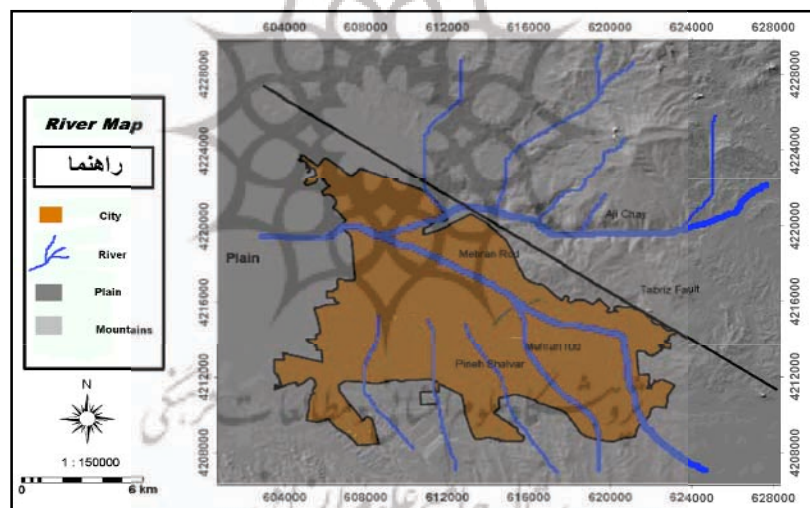 604000 608000 612000 616000 620000 624000 628000
River Map
راهنما
City
River
Plain
Mountains
N
1 : 150000
0 6 km
4228000
4224000
4220000
4216000
4212000
4208000
Aji Chay
Mehran Rod
Plain
Tabriz Fault
Pineh Shalvar
4228000
4224000
4220000
4216000
4212000
4208000
604000 608000 612000 616000 620000 624000 628000